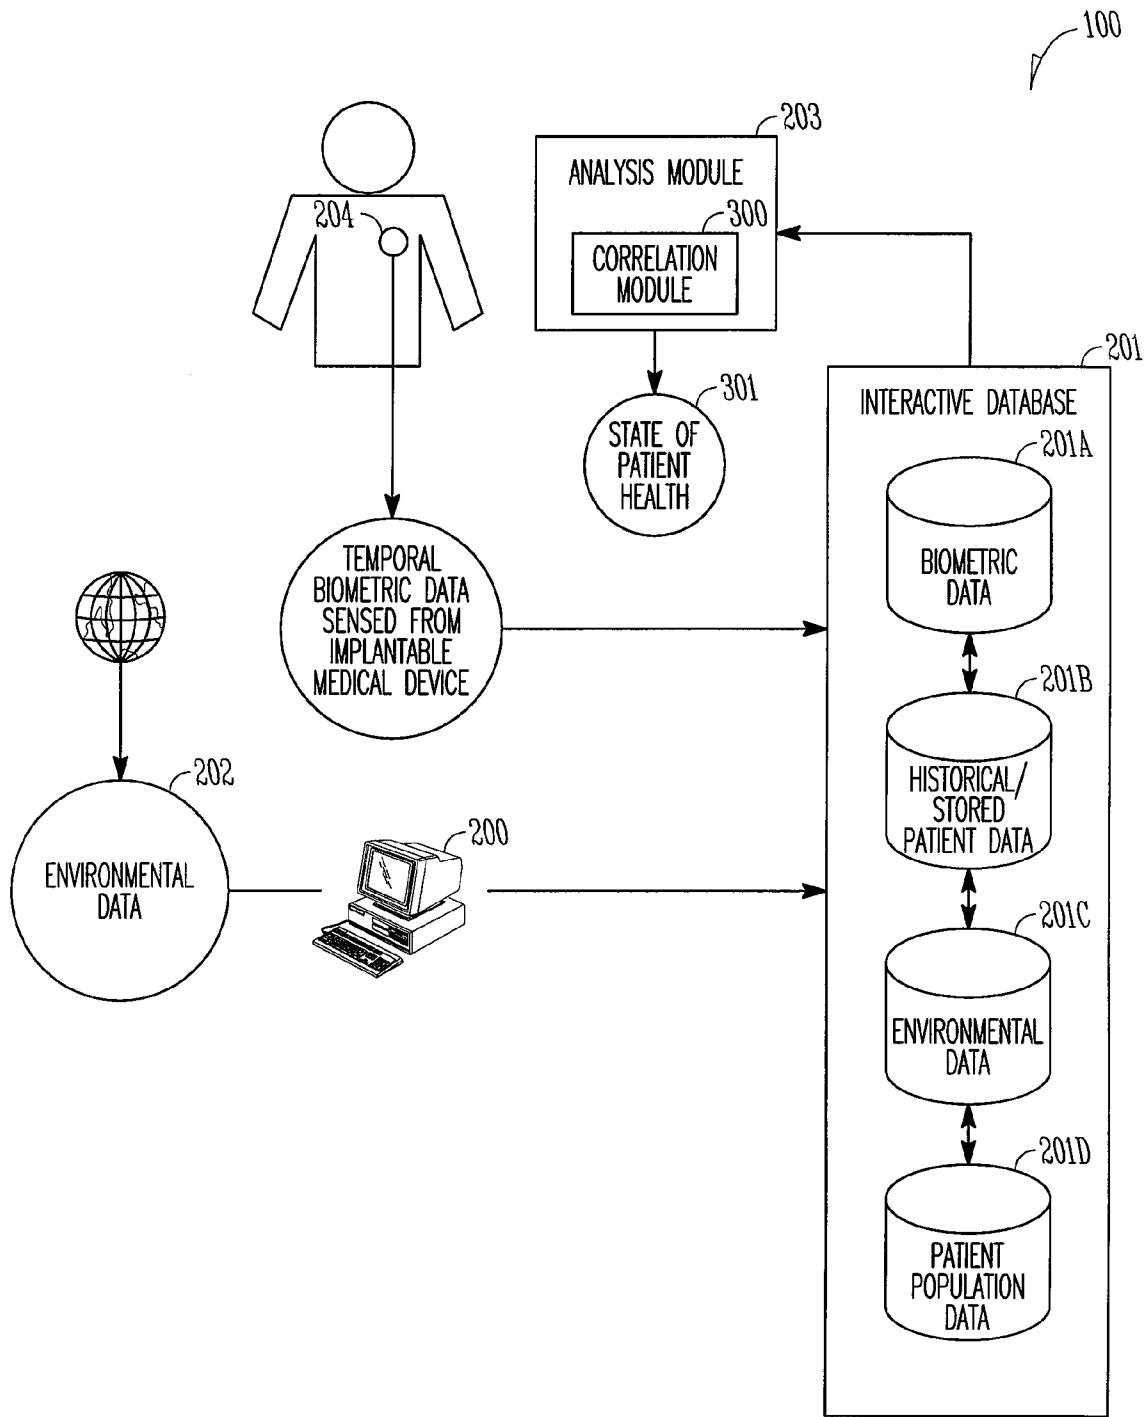 100
203
ANALYSIS MODULE
300
CORRELATION
MODULE
204
201
INTERACTIVE DATABASE
301
STATE OF
PATIENT
HEALTH
201A
BIOMETRIC
DATA
TEMPORAL
BIOMETRIC DATA
SENSED FROM
IMPLANTABLE
MEDICAL DEVICE
201B
HISTORICAL/
STORED
PATIENT DATA
202
ENVIRONMENTAL
DATA
200
201C
ENVIRONMENTAL
DATA
201D
PATIENT
POPULATION
DATA